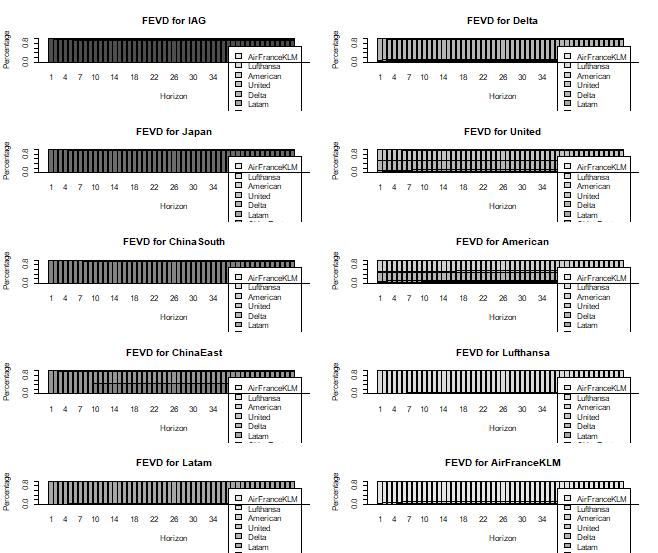 FEVD for IAG
Percentage
0.0 0.8
1 4 7 10 14 18 22 26 30 34
Horizon
AirFranceKLM
Lufthansa
American
United
Delta
Latam
FEVD for Delta
Percentage
0.0 0.8
1 4 7 10 14 18 22 26 30 34
Horizon
AirFranceKLM
Lufthansa
American
United
Delta
Latam
FEVD for Japan
Percentage
0.0 0.8
1 4 7 10 14 18 22 26 30 34
Horizon
AirFranceKLM
Lufthansa
American
United
Delta
Latam
FEVD for United
Percentage
0.0 0.8
1 4 7 10 14 18 22 26 30 34
Horizon
AirFranceKLM
Lufthansa
American
United
Delta
Latam
FEVD for ChinaSouth
Percentage
0.0 0.8
1 4 7 10 14 18 22 26 30 34
Horizon
AirFranceKLM
Lufthansa
American
United
Delta
Latam
FEVD for American
Percentage
0.0 0.8
1 4 7 10 14 18 22 26 30 34
Horizon
AirFranceKLM
Lufthansa
American
United
Delta
Latam
FEVD for ChinaEast
Percentage
0.0 0.8
1 4 7 10 14 18 22 26 30 34
Horizon
AirFranceKLM
Lufthansa
American
United
Delta
Latam
FEVD for Lufthansa
Percentage
0.0 0.8
1 4 7 10 14 18 22 26 30 34
Horizon
AirFranceKLM
Lufthansa
American
United
Delta
Latam
FEVD for Latam
Percentage
0.0 0.8
1 4 7 10 14 18 22 26 30 34
Horizon
AirFranceKLM
Lufthansa
American
United
Delta
Latam
FEVD for AirFranceKLM
Percentage
0.0 0.8
1 4 7 10 14 18 22 26 30 34
Horizon
AirFranceKLM
Lufthansa
American
United
Delta
Latam